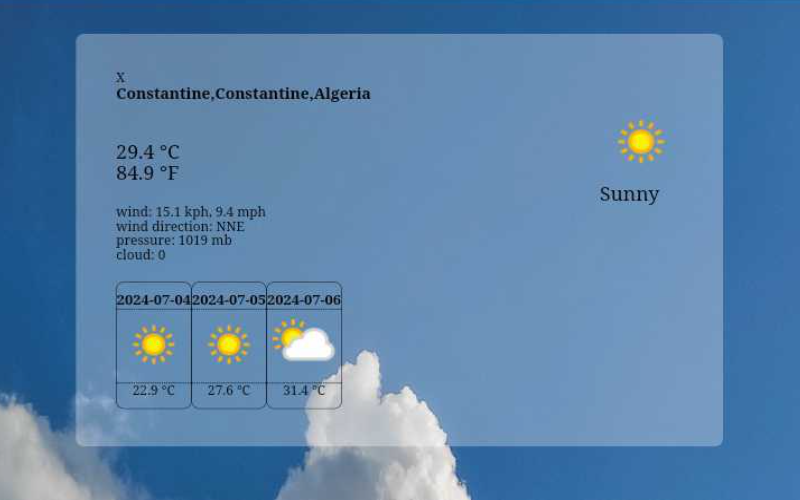 X
Constantine,Constantine,Algeria
29.4 °C
84.9 °F
Sunny
wind: 15.1 kph, 9.4 mph
wind direction: NNE
pressure: 1019 mb
cloud: 0
2024-07-04 2024-07-05 2024-07-06
22.9 °C 27.6 °C 31.4 °C